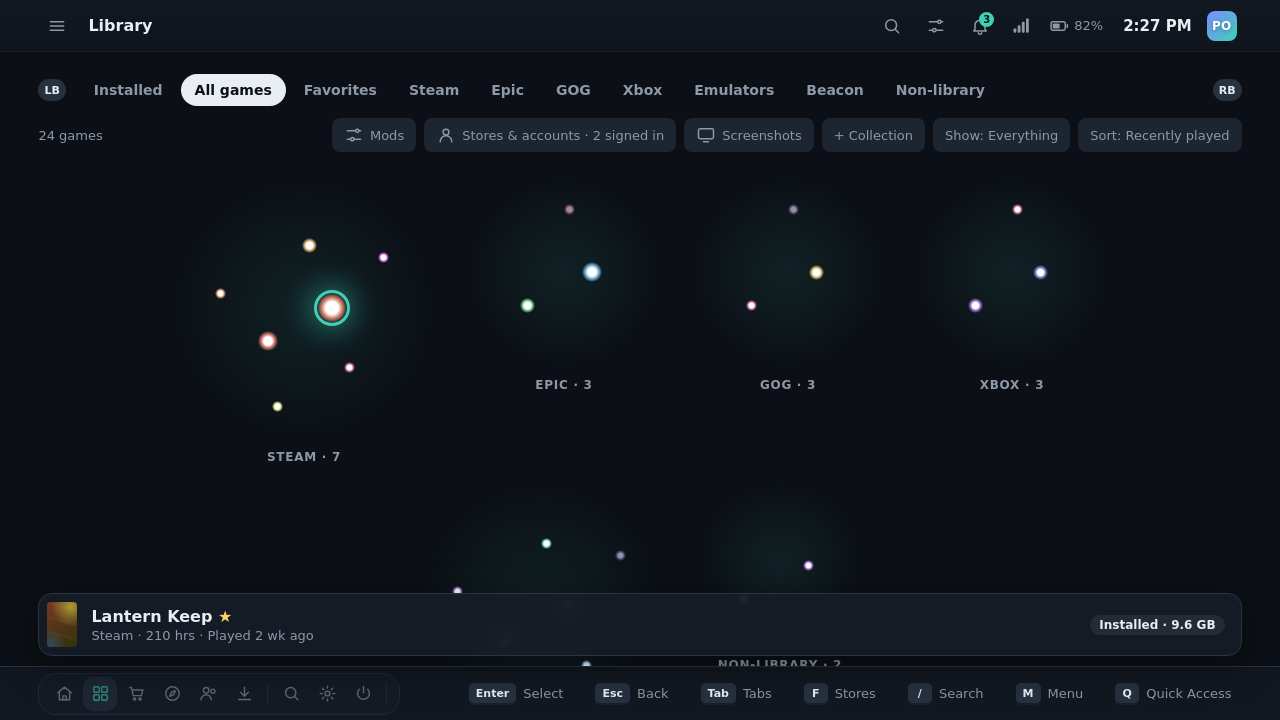 Library
3
82%
2:27 PM
PO
LB
Installed
All games
Favorites
Steam
Epic
GOG
Xbox
Emulators
Beacon
Non-library
RB
24 games
Mods
Stores & accounts · 2 signed in
Screenshots
+ Collection
Show: Everything
Sort: Recently played
EPIC · 3
GOG · 3
XBOX · 3
STEAM · 7
Lantern Keep ★
Steam · 210 hrs · Played 2 wk ago
Installed · 9.6 GB
NON-LIBRARY · 2
Enter Select
Esc Back
Tab Tabs
F Stores
/ Search
M Menu
Q Quick Access